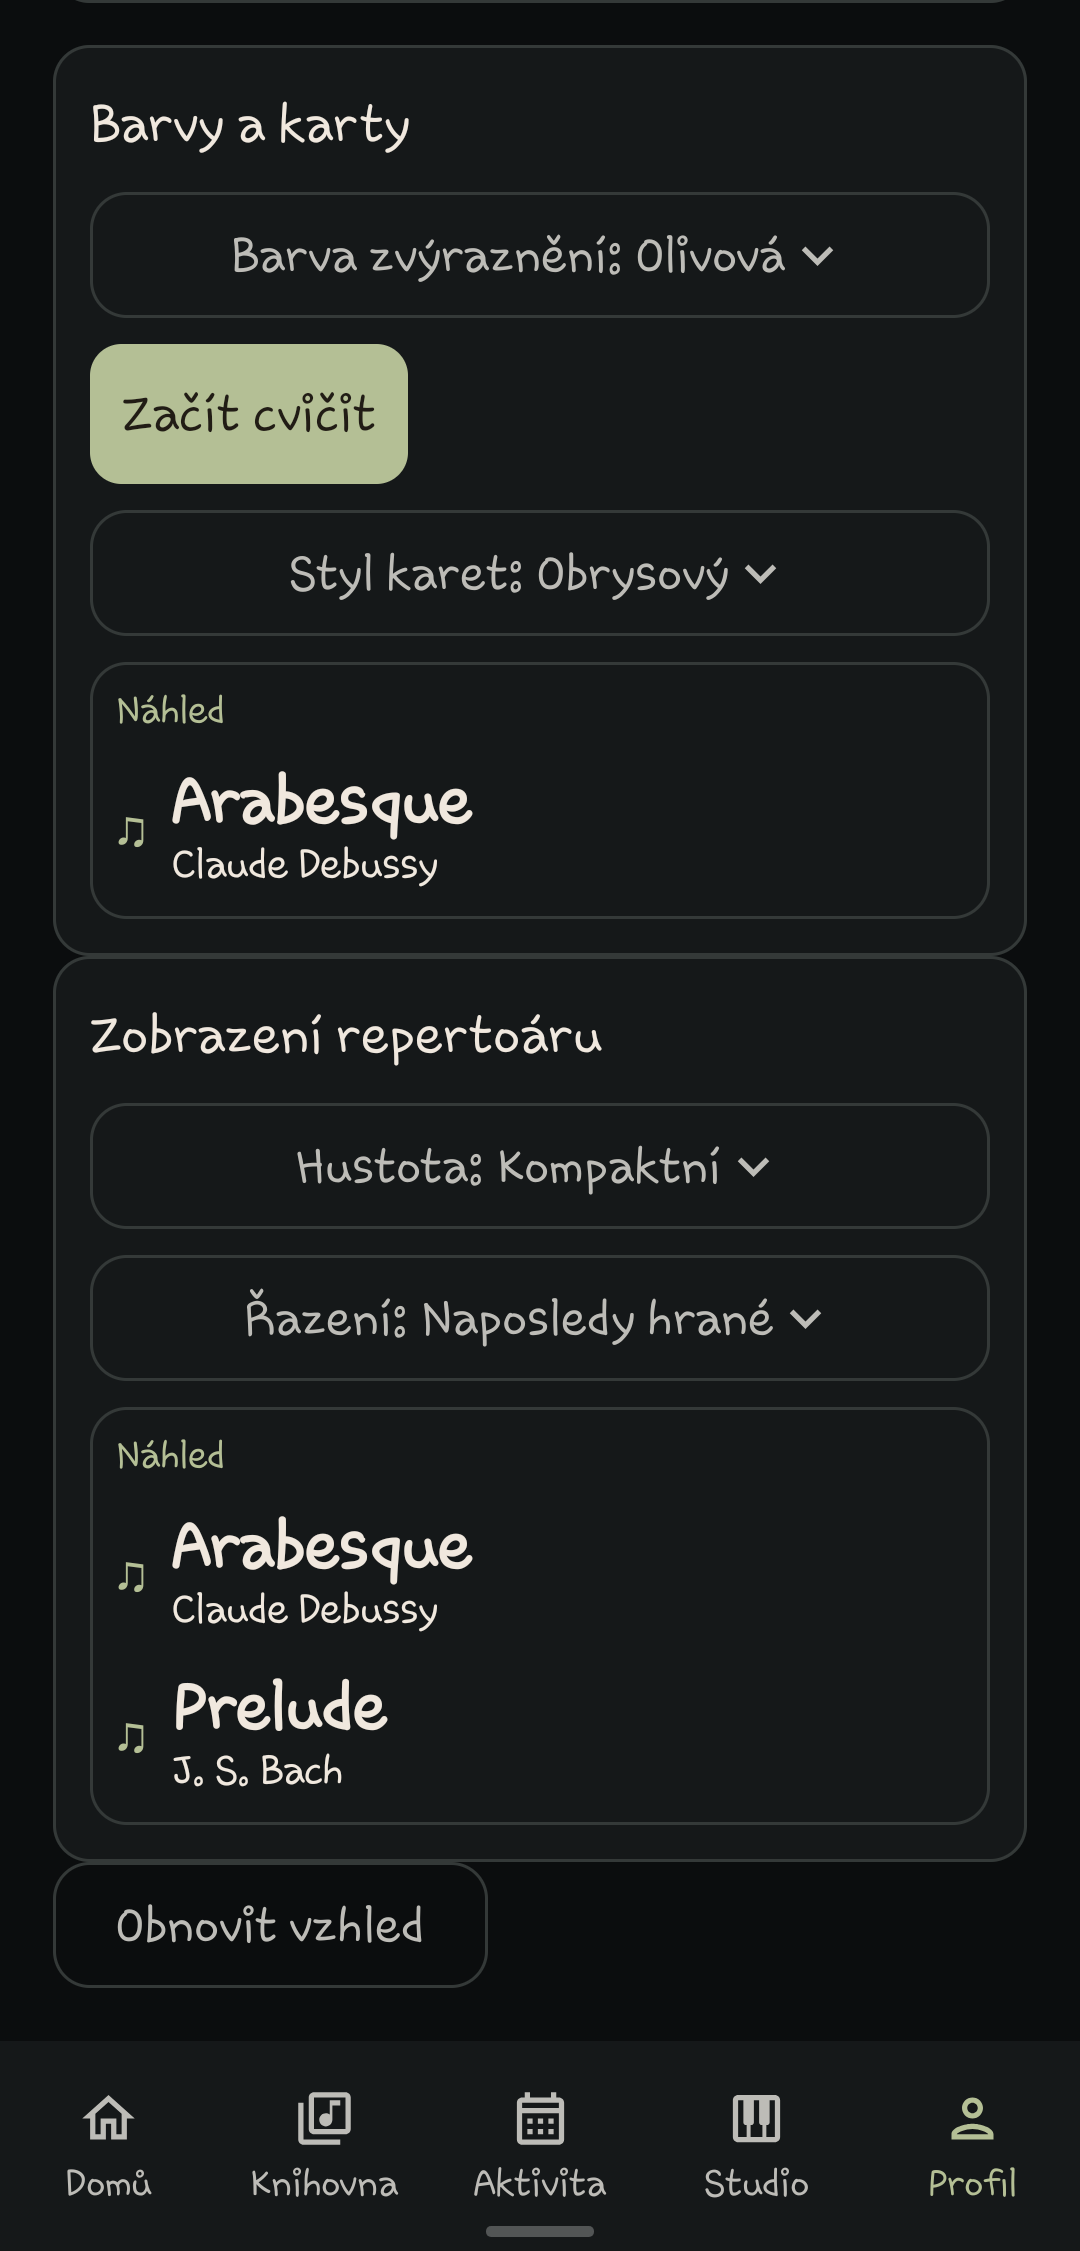 Barvy a karty
Barva zvýraznění: Olivová
Začít cvičit
Styl karet: Obrysový
Náhled
Arabesque
Claude Debussy
Zobrazení repertoáru
Hustota: Kompaktní
Řazení: Naposledy hrané
Náhled
Arabesque
Claude Debussy
Prelude
J. S. Bach
Obnovit vzhled
Domů Knihovna Aktivita Studio Profil